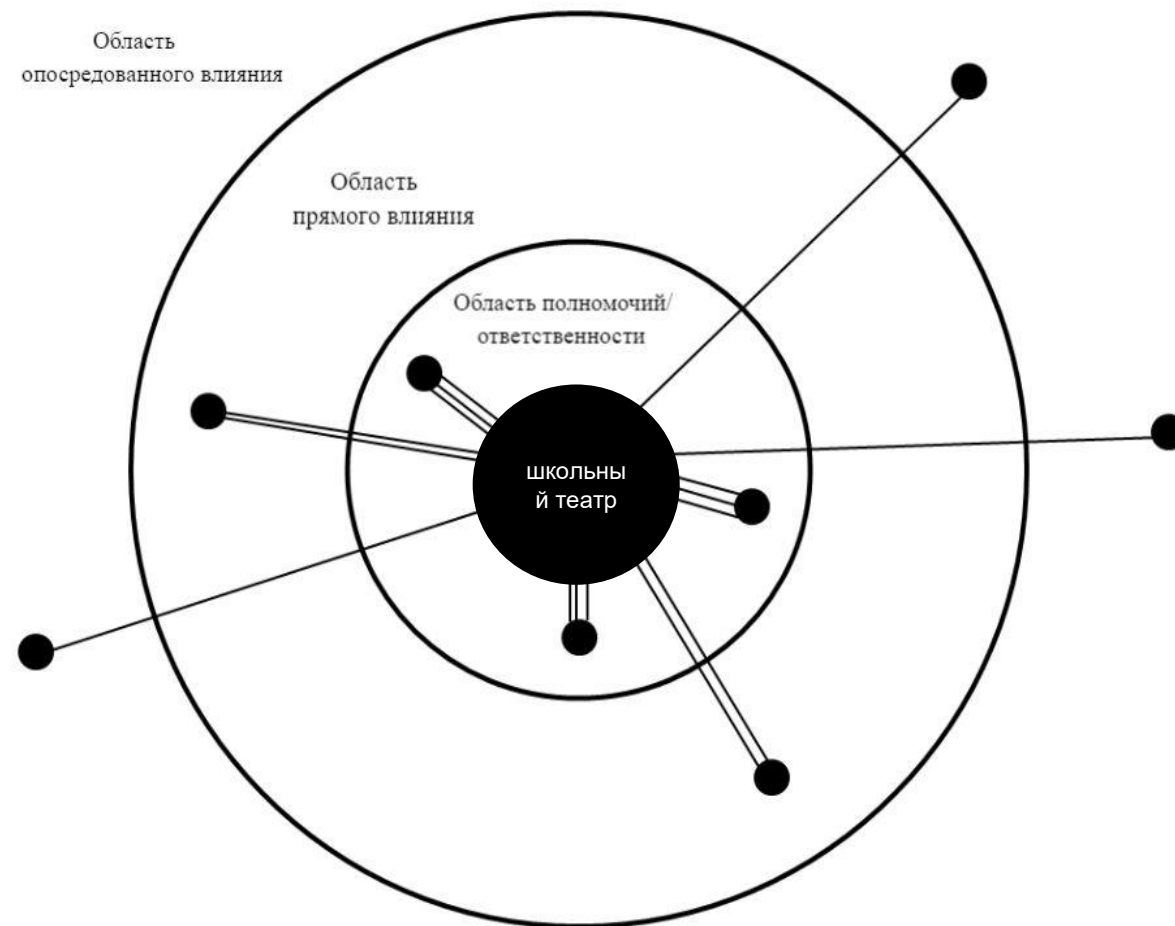 Область
опосредованного влияния
Область
прямого влияния
Область полномочий/
ответственности
школьны
й театр